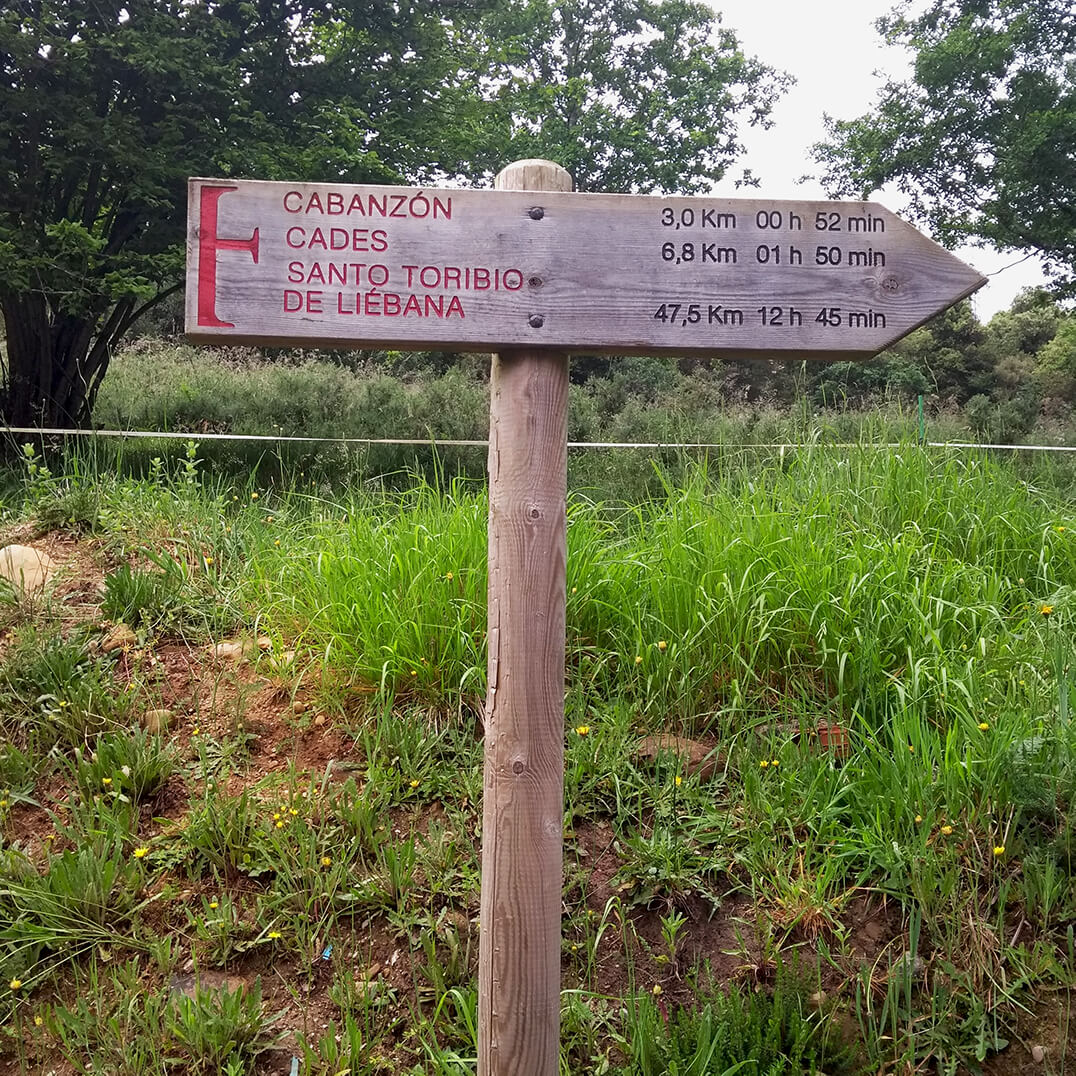 CABANZÓN 3,0 Km 00 h 52 min
CADES 6,8 Km 01 h 50 min
SANTO TORIBIO
DE LIÉBANA 47,5 Km 12 h 45 min